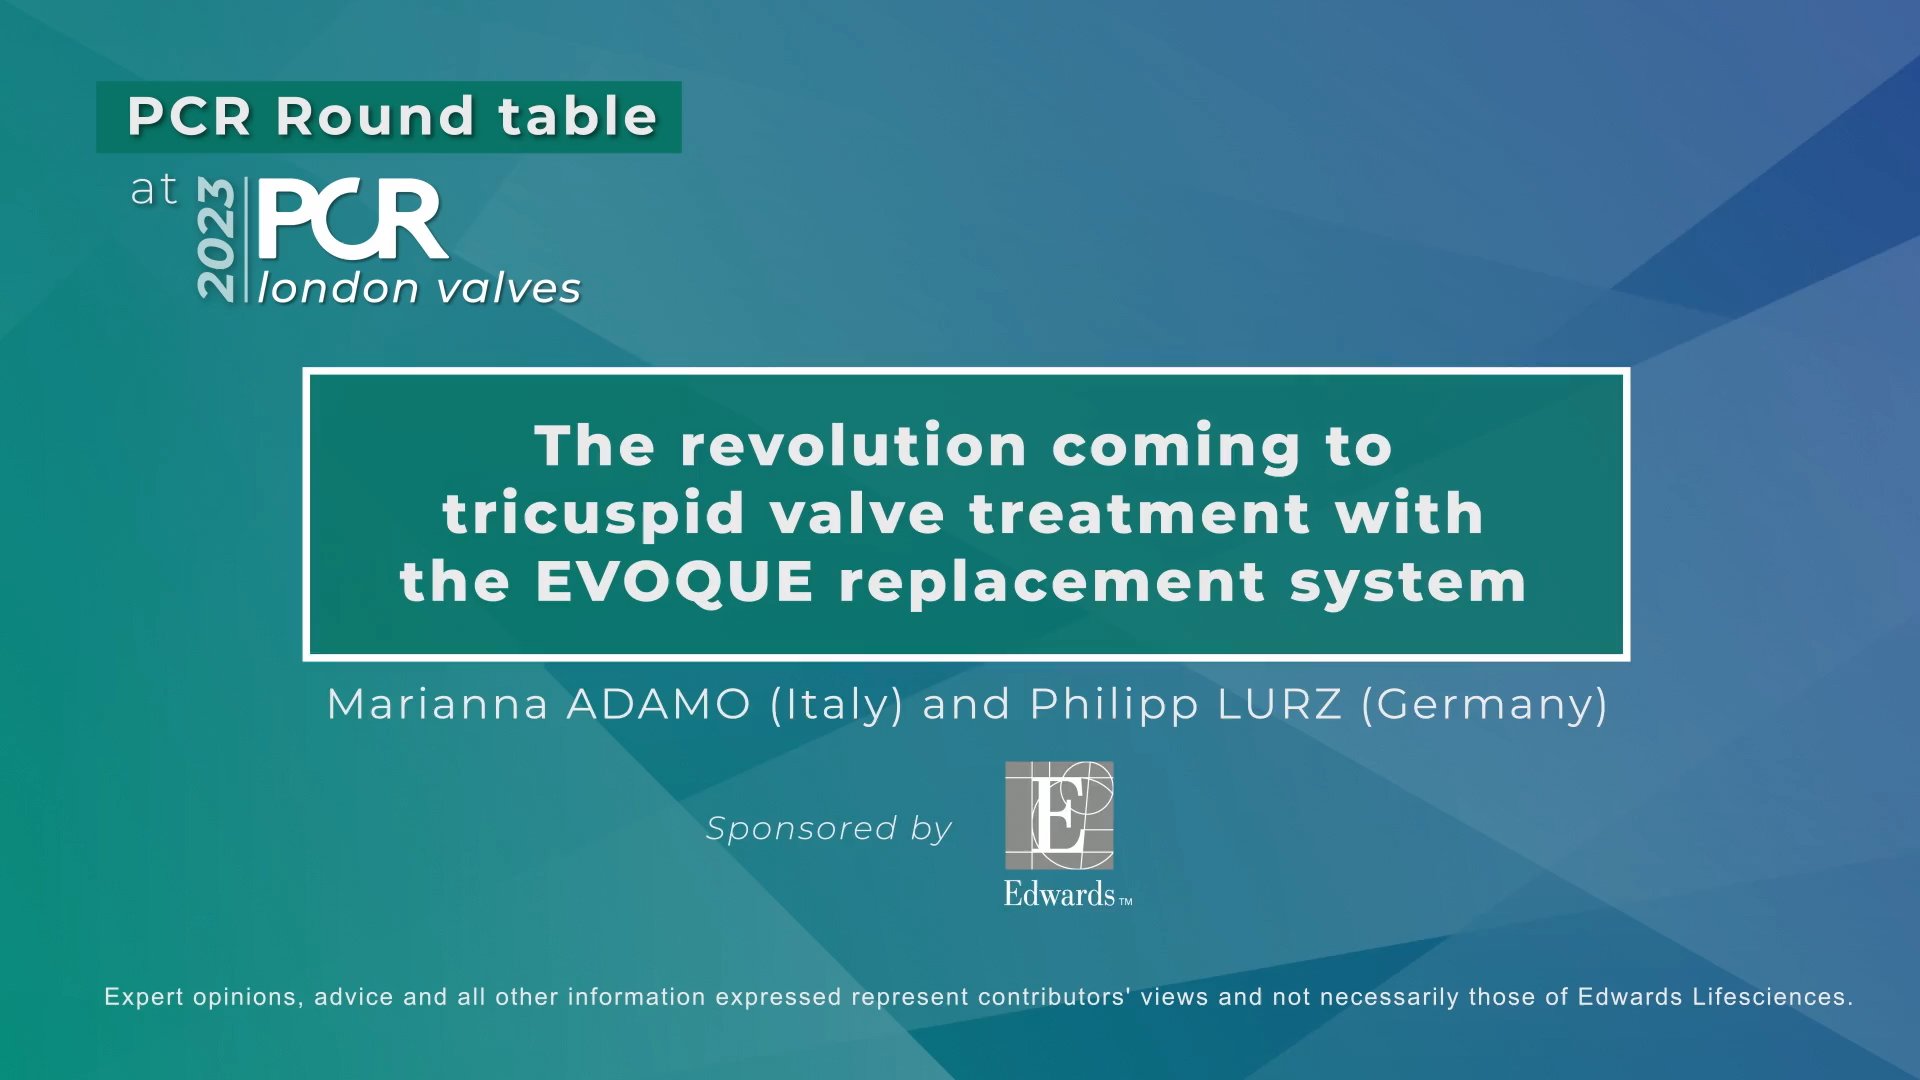 PCR Round table
at 2023 PCR
london valves
The revolution coming to
tricuspid valve treatment with
the EVOQUE replacement system
Marianna ADAMO (Italy) and Philipp LURZ (Germany)
Sponsored by
E
Edwards™
Expert opinions, advice and all other information expressed represent contributors' views and not necessarily those of Edwards Lifesciences.